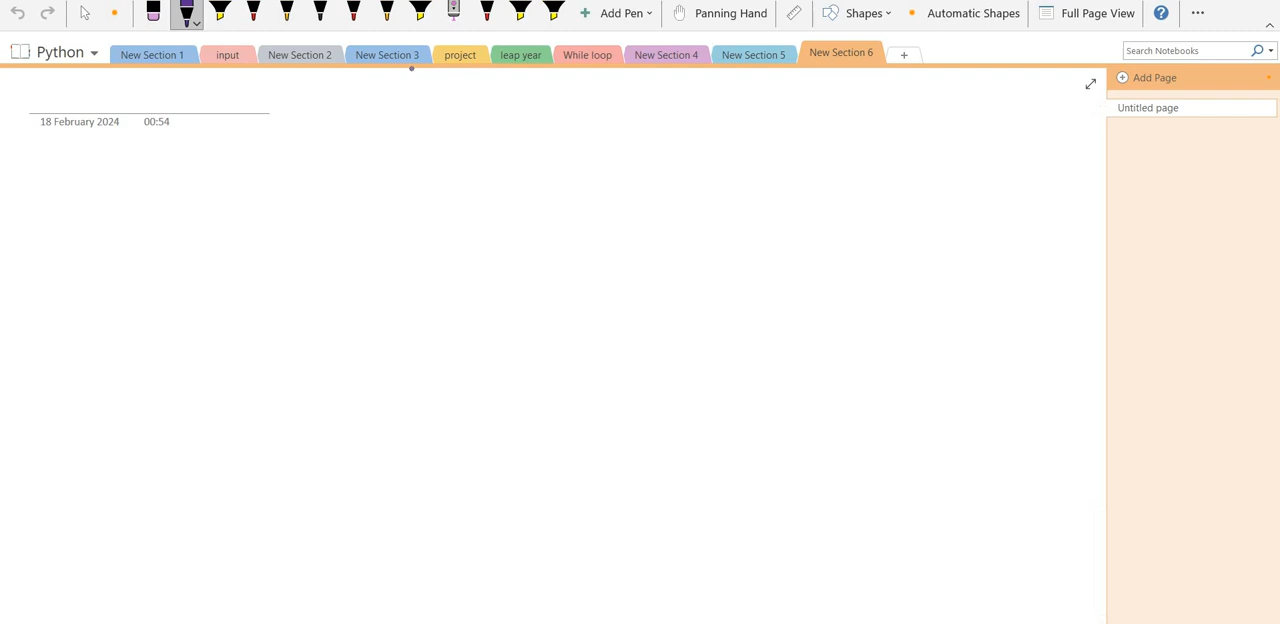 Add Pen Panning Hand Shapes Automatic Shapes Full Page View ? ...
Python New Section 1 input New Section 2 New Section 3 project leap year While loop New Section 4 New Section 5 New Section 6 + Search Notebooks
Add Page
Untitled page
18 February 2024 00:54